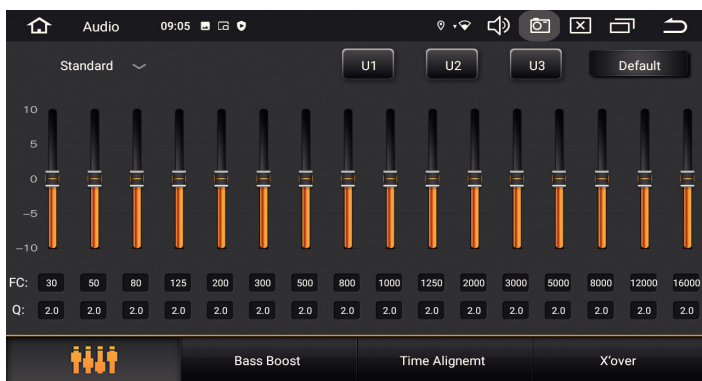 Audio 09:05
Standard U1 U2 U3 Default
10
5
0
−5
−10
FC: 30 50 80 125 200 300 500 800 1000 1250 2000 3000 5000 8000 12000 16000
Q: 2.0 2.0 2.0 2.0 2.0 2.0 2.0 2.0 2.0 2.0 2.0 2.0 2.0 2.0 2.0 2.0
Bass Boost Time Alignemt X'over